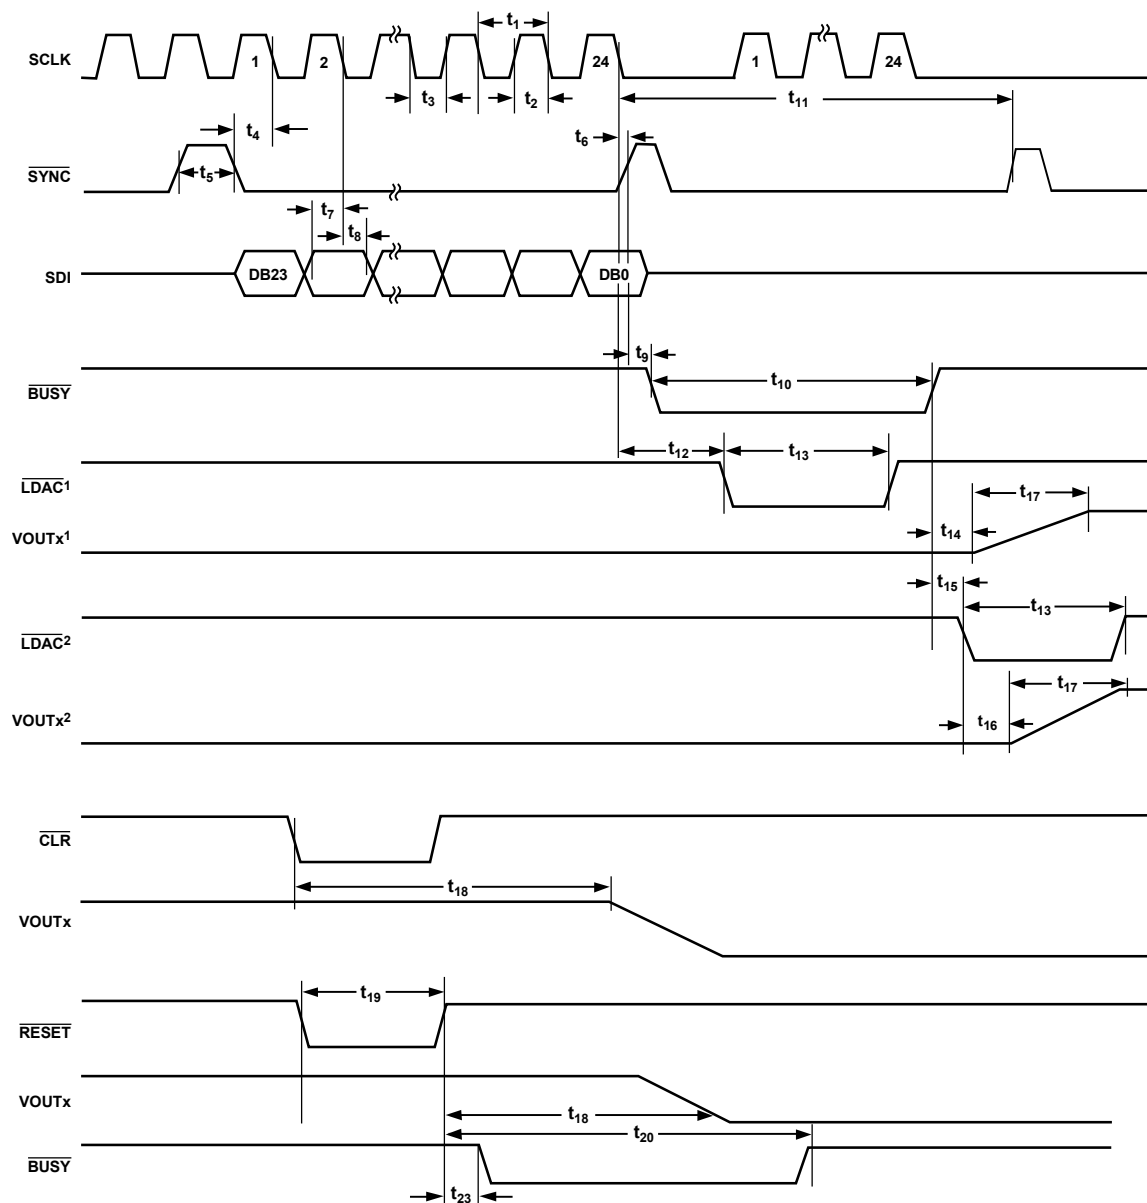 t1
SCLK
1
2
24
1
24
t3
t2
t11
t4
t6
SYNC
t5
t7
t8
SDI
DB23
DB0
t9
BUSY
t10
t12
t13
LDAC1
t17
VOUTx1
t14
t15
t13
LDAC2
t17
VOUTx2
t16
CLR
t18
VOUTx
t19
RESET
VOUTx
t18
t20
BUSY
t23